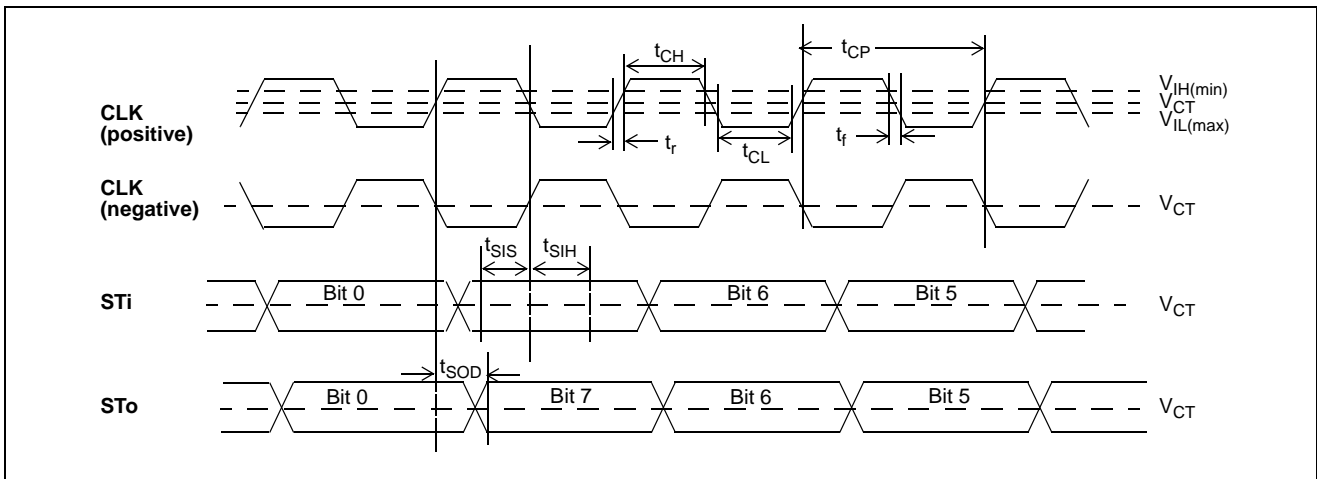 tCH
tCP
CLK
(positive)
VIH(min)
VCT
VIL(max)
tr
tCL
tf
CLK
(negative)
VCT
tSIS
tSIH
STi
Bit 0
Bit 6
Bit 5
VCT
tSOD
STo
Bit 0
Bit 7
Bit 6
Bit 5
VCT